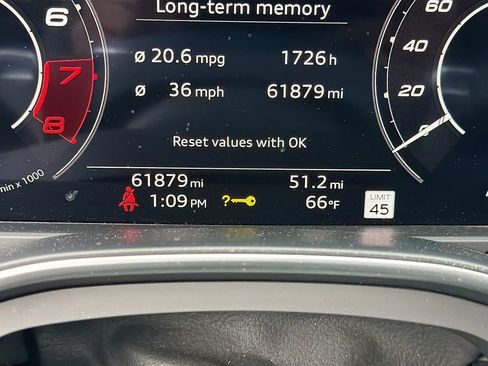 Long-term memory
6
60
ø 20.6 mpg 1726 h
7
40
ø 36 mph 61879 mi
8
20
0
Reset values with OK
min x 1000
61879 mi 51.2 mi
1:09 PM ? 66°F
LIMIT
45